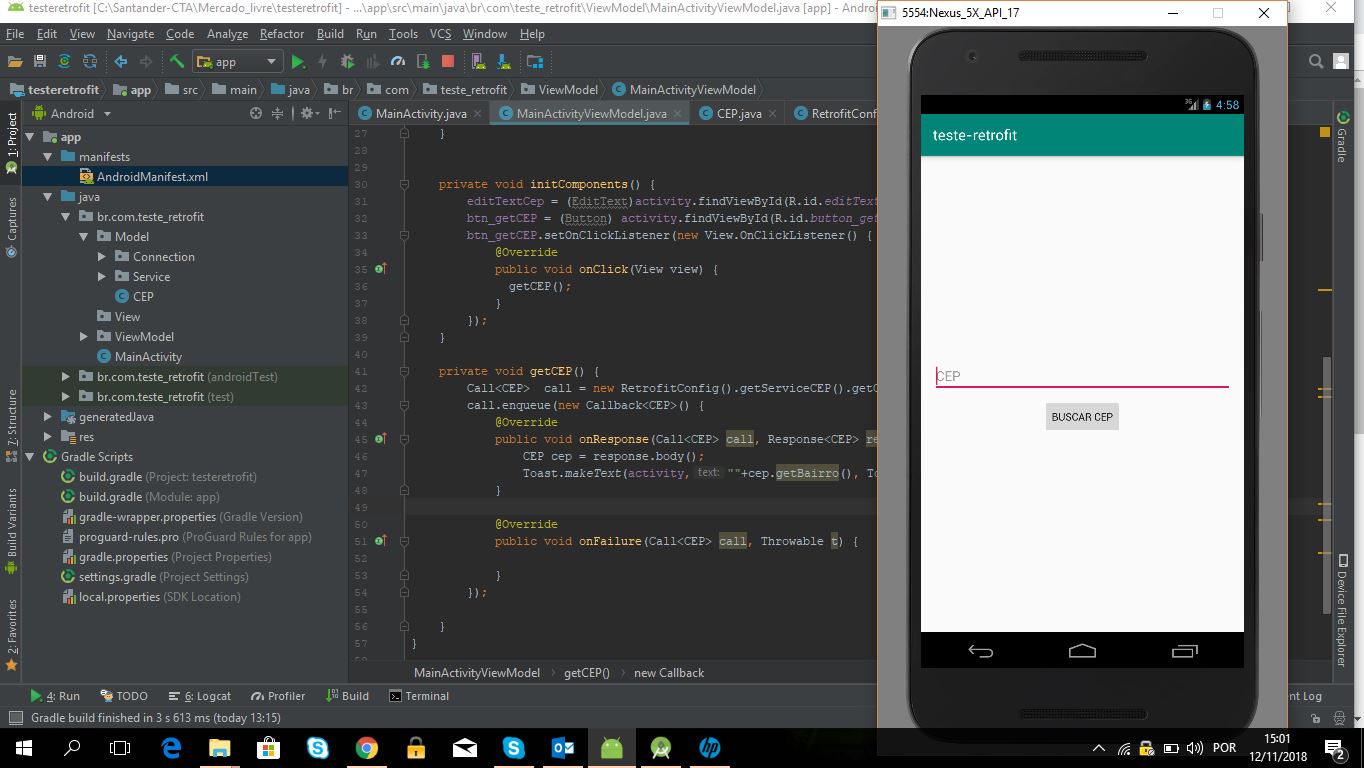 testeretrofit [C:\Santander-CTA\Mercado_livre\testeretrofit] - ...\app\src\main\java\br\com\teste_retrofit\ViewModel\MainActivityViewModel.java [app] - Android
5554:Nexus_5X_API_17
File Edit View Navigate Code Analyze Refactor Build Run Tools VCS Window Help
app
testeretrofit app src main java br com teste_retrofit ViewModel MainActivityViewModel
Android
MainActivity.java MainActivityViewModel.java CEP.java RetrofitConf
1: Project
Captures
7: Structure
Build Variants
2: Favorites
app
manifests
AndroidManifest.xml
java
br.com.teste_retrofit
Model
Connection
Service
CEP
View
ViewModel
MainActivity
br.com.teste_retrofit (androidTest)
br.com.teste_retrofit (test)
generatedJava
res
Gradle Scripts
build.gradle (Project: testeretrofit)
build.gradle (Module: app)
gradle-wrapper.properties (Gradle Version)
proguard-rules.pro (ProGuard Rules for app)
gradle.properties (Project Properties)
settings.gradle (Project Settings)
local.properties (SDK Location)
27 }
28
29
30 private void initComponents() {
31 editTextCep = (EditText)activity.findViewById(R.id.editText
32 btn_getCEP = (Button) activity.findViewById(R.id.button_ge
33 btn_getCEP.setOnClickListener(new View.OnClickListener() {
34 @Override
35 public void onClick(View view) {
36 getCEP();
37 }
38 });
39 }
40
41 private void getCEP() {
42 Call<CEP> call = new RetrofitConfig().getServiceCEP().getC
43 call.enqueue(new Callback<CEP>() {
44 @Override
45 public void onResponse(Call<CEP> call, Response<CEP> re
46 CEP cep = response.body();
47 Toast.makeText(activity, text: ""+cep.getBairro(), To
48 }
49
50 @Override
51 public void onFailure(Call<CEP> call, Throwable t) {
52
53 }
54 });
55
56 }
57 }
MainActivityViewModel getCEP() new Callback
3G 4:58
teste-retrofit
CEP
BUSCAR CEP
Gradle
Device File Explorer
4: Run TODO 6: Logcat Profiler Build Terminal
nt Log
Gradle build finished in 3 s 613 ms (today 13:15)
POR
15:01
12/11/2018
2